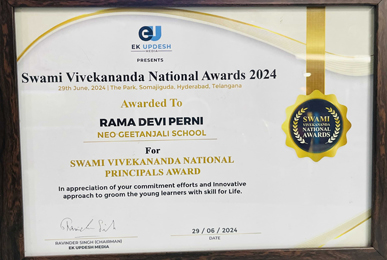 EU
EK UPDESH
MEDIA
PRESENTS
Swami Vivekananda National Awards 2024
29th June, 2024 | The Park, Somajiguda, Hyderabad, Telangana
Awarded To
RAMA DEVI PERNI
NEO GEETANJALI SCHOOL
For
SWAMI VIVEKANANDA NATIONAL
PRINCIPALS AWARD
In appreciation of your commitment efforts and Innovative
approach to groom the young learners with skill for Life.
SWAMI
VIVEKANANDA
NATIONAL
AWARDS
RAVINDER SINGH (CHAIRMAN)
EK UPDESH MEDIA
29 / 06 / 2024
DATE